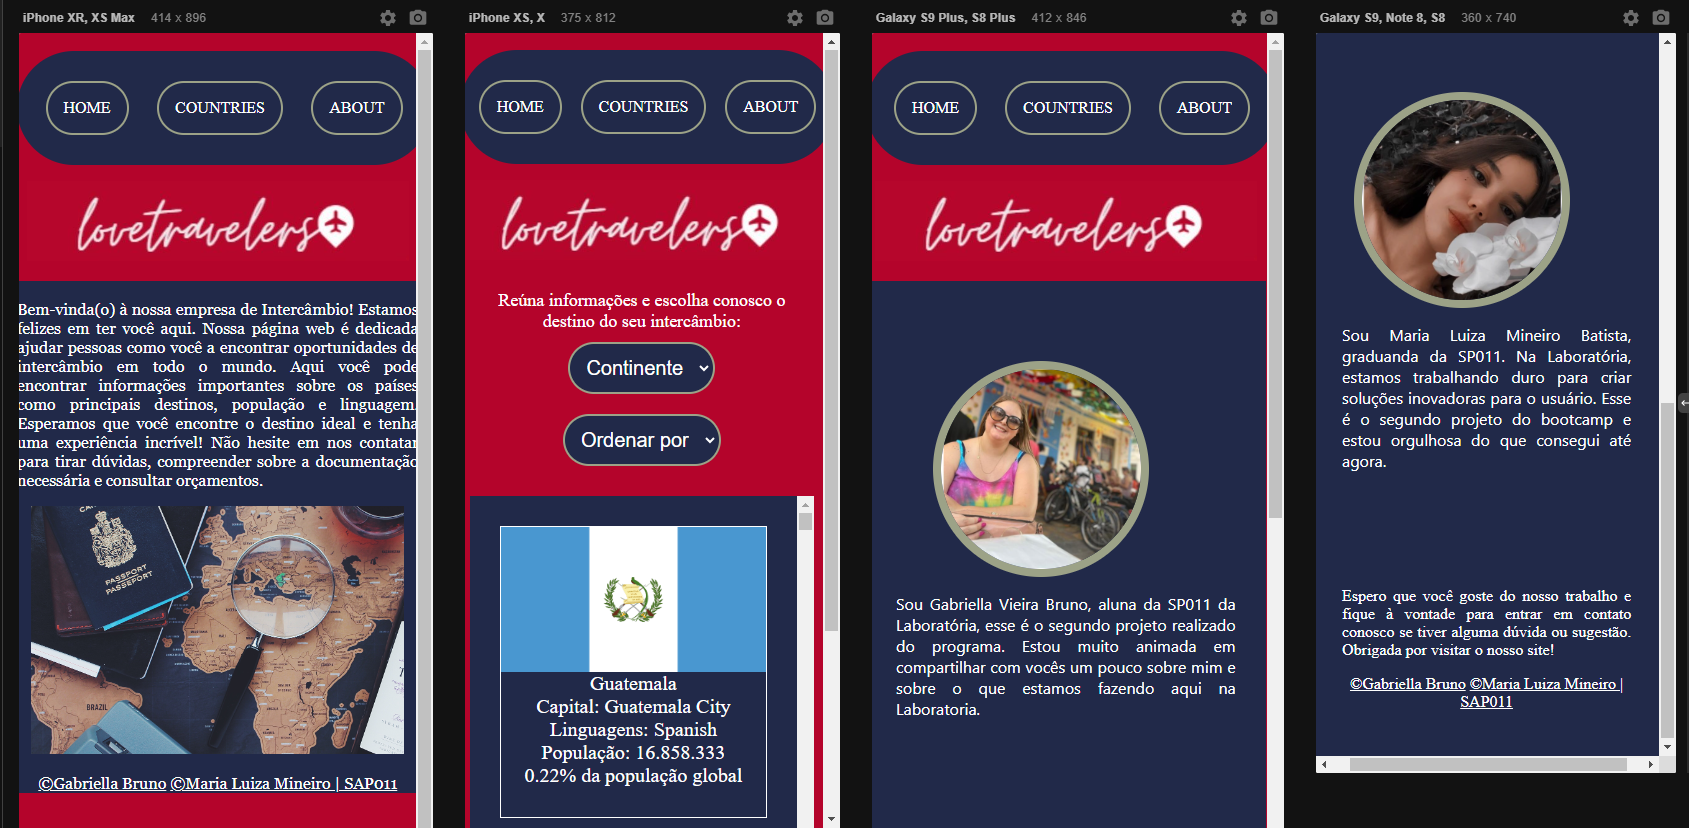 iPhone XR, XS Max 414 x 896
HOME
COUNTRIES
ABOUT
lovetravelers
Bem-vinda(o) à nossa empresa de Intercâmbio! Estamos
felizes em ter você aqui. Nossa página web é dedicada
ajudar pessoas como você a encontrar oportunidades de
intercâmbio em todo o mundo. Aqui você pode
encontrar informações importantes sobre os países
como principais destinos, população e linguagem.
Esperamos que você encontre o destino ideal e tenha
uma experiência incrível! Não hesite em nos contatar
para tirar dúvidas, compreender sobre a documentação
necessária e consultar orçamentos.
PASSPORT
PASSEPORT
BRAZIL
©Gabriella Bruno ©Maria Luiza Mineiro | SAP011
iPhone XS, X 375 x 812
HOME
COUNTRIES
ABOUT
lovetravelers
Reúna informações e escolha conosco o
destino do seu intercâmbio:
Continente
Ordenar por
Guatemala
Capital: Guatemala City
Linguagens: Spanish
População: 16.858.333
0.22% da população global
Galaxy S9 Plus, S8 Plus 412 x 846
HOME
COUNTRIES
ABOUT
lovetravelers
Sou Gabriella Vieira Bruno, aluna da SP011 da
Laboratória, esse é o segundo projeto realizado
do programa. Estou muito animada em
compartilhar com vocês um pouco sobre mim e
sobre o que estamos fazendo aqui na
Laboratoria.
Galaxy S9, Note 8, S8 360 x 740
Sou Maria Luiza Mineiro Batista,
graduanda da SP011. Na Laboratória,
estamos trabalhando duro para criar
soluções inovadoras para o usuário. Esse
é o segundo projeto do bootcamp e
estou orgulhosa do que consegui até
agora.
Espero que você goste do nosso trabalho e
fique à vontade para entrar em contato
conosco se tiver alguma dúvida ou sugestão.
Obrigada por visitar o nosso site!
©Gabriella Bruno ©Maria Luiza Mineiro |
SAP011